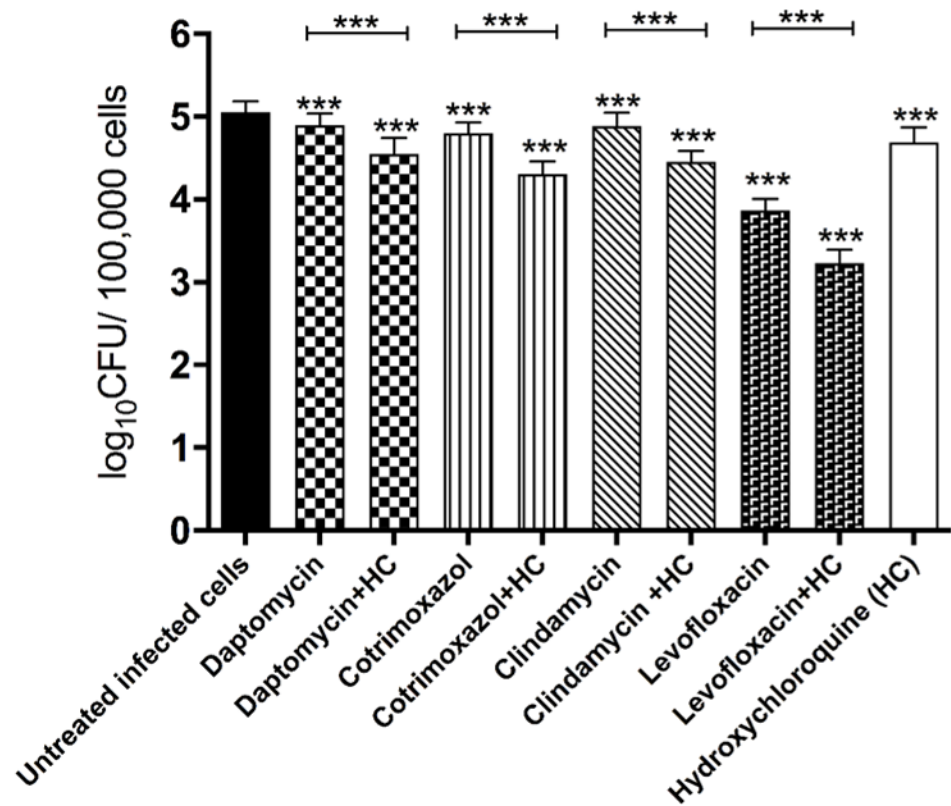 *** *** *** ***
6
5
4
3
2
1
0
log₁₀CFU/ 100,000 cells
*** *** *** *** *** *** *** *** ***
Untreated infected cells
Daptomycin
Daptomycin+HC
Cotrimoxazol
Cotrimoxazol+HC
Clindamycin
Clindamycin +HC
Levofloxacin
Levofloxacin+HC
Hydroxychloroquine (HC)